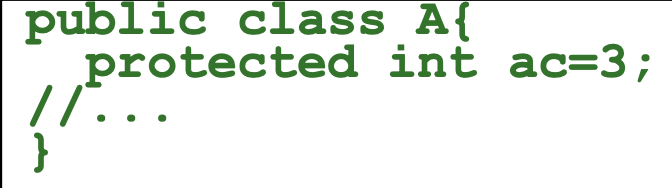 public class A{
  protected int ac=3;
//...
}